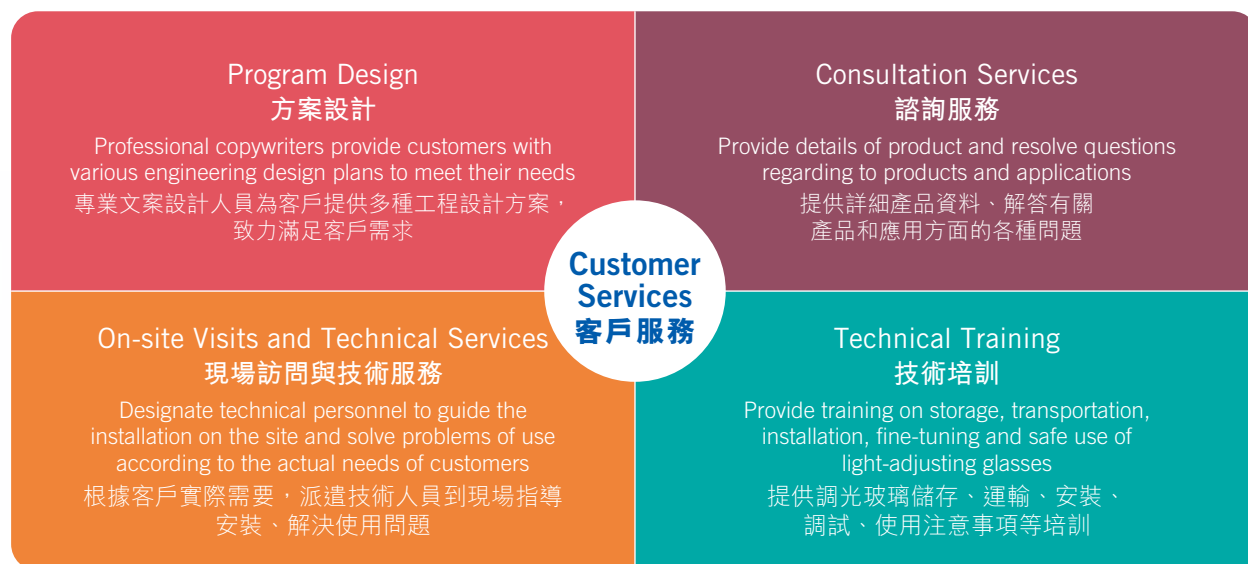 Program Design
方案設計
Professional copywriters provide customers with
various engineering design plans to meet their needs
專業文案設計人員為客戶提供多種工程設計方案，
致力滿足客戶需求
Consultation Services
諮詢服務
Provide details of product and resolve questions
regarding to products and applications
提供詳細產品資料、解答有關
產品和應用方面的各種問題
Customer
Services
客戶服務
On-site Visits and Technical Services
現場訪問與技術服務
Designate technical personnel to guide the
installation on the site and solve problems of use
according to the actual needs of customers
根據客戶實際需要，派遣技術人員到現場指導
安裝、解決使用問題
Technical Training
技術培訓
Provide training on storage, transportation,
installation, fine-tuning and safe use of
light-adjusting glasses
提供調光玻璃儲存、運輸、安裝、
調試、使用注意事項等培訓